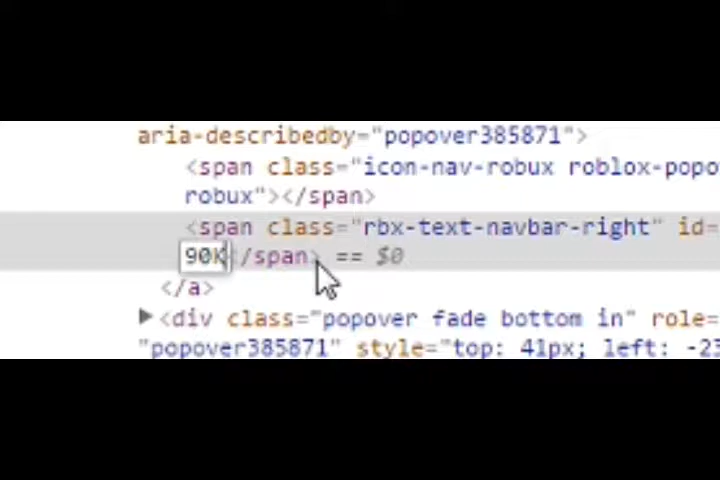 aria-describedby="popover385871">
<span class="icon-nav-robux roblox-popo
robux"></span>
<span class="rbx-text-navbar-right" id=
90K</span> == $0
</a>
▶<div class="popover fade bottom in" role=
"popover385871" style="top: 41px; left: -23